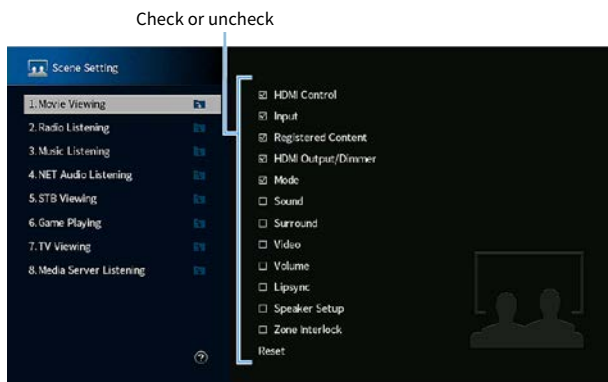 Check or uncheck
Scene Setting
1.Movie Viewing
2.Radio Listening
3.Music Listening
4.NET Audio Listening
5.STB Viewing
6.Game Playing
7.TV Viewing
8.Media Server Listening
?
HDMI Control
Input
Registered Content
HDMI Output/Dimmer
Mode
Sound
Surround
Video
Volume
Lipsync
Speaker Setup
Zone Interlock
Reset